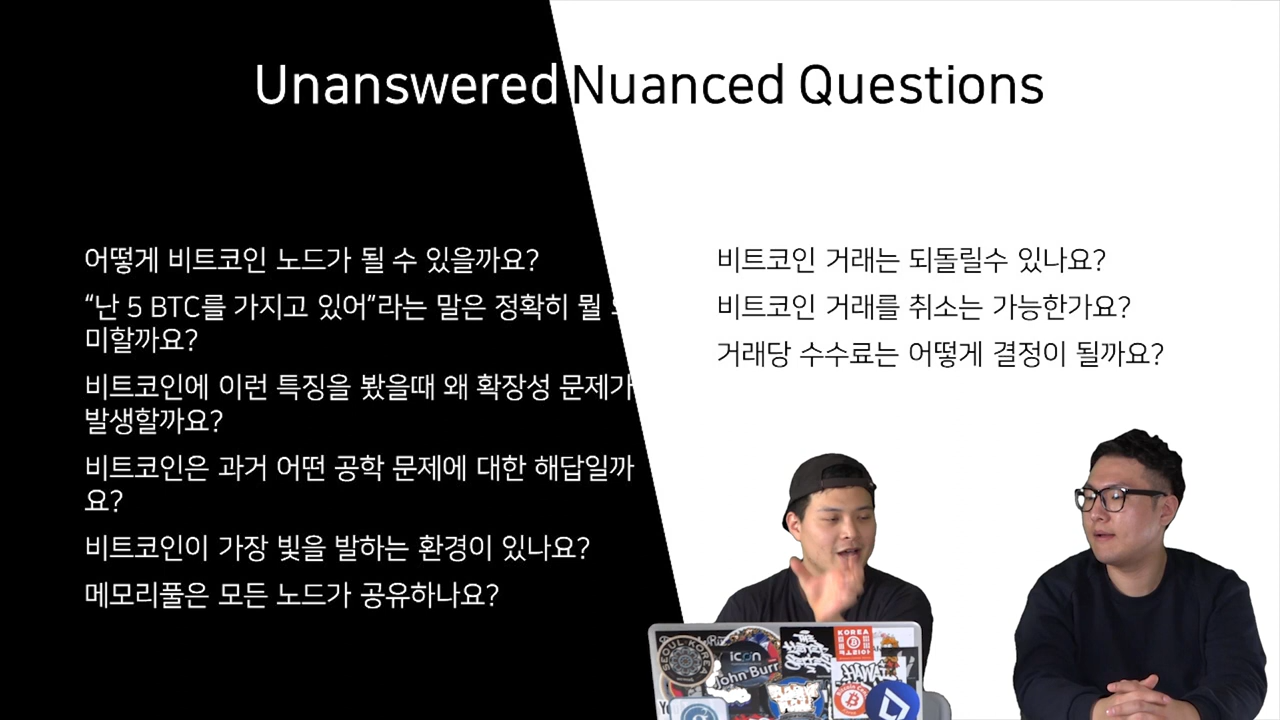 Unanswered Nuanced Questions
어떻게 비트코인 노드가 될 수 있을까요?
“난 5 BTC를 가지고 있어”라는 말은 정확히 뭘 의
미할까요?
비트코인에 이런 특징을 봤을때 왜 확장성 문제가
발생할까요?
비트코인은 과거 어떤 공학 문제에 대한 해답일까
요?
비트코인이 가장 빛을 발하는 환경이 있나요?
메모리풀은 모든 노드가 공유하나요?
비트코인 거래는 되돌릴수 있나요?
비트코인 거래를 취소는 가능한가요?
거래당 수수료는 어떻게 결정이 될까요?
SEOUL KOREA
icon
John Burr
KOREA
HAWAII